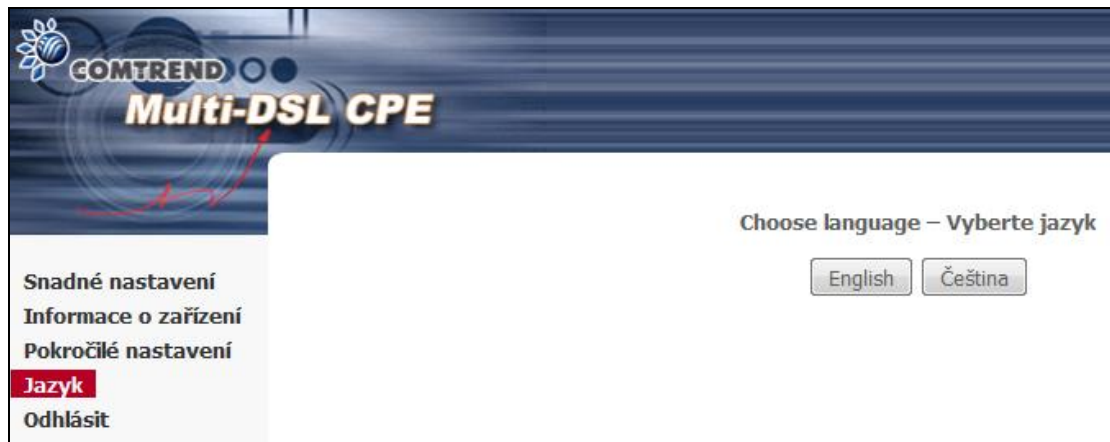 COMTREND
Multi-DSL CPE
Choose language – Vyberte jazyk
English Čeština
Snadné nastavení
Informace o zařízení
Pokročilé nastavení
Jazyk
Odhlásit